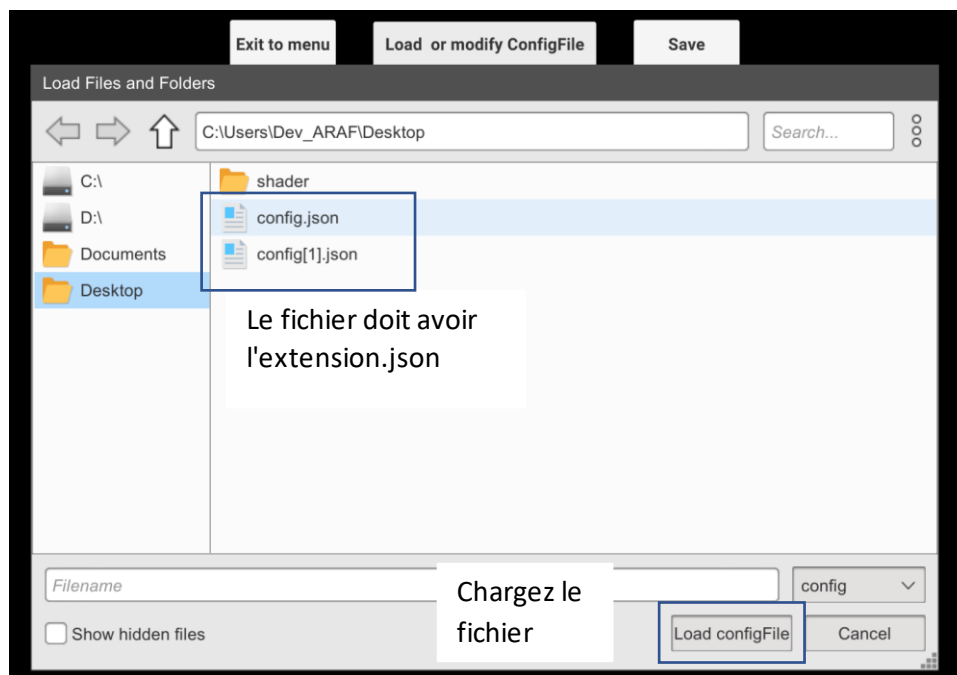 Exit to menu
Load or modify ConfigFile
Save
Load Files and Folders
C:\Users\Dev_ARAF\Desktop
Search...
C:\
D:\
Documents
Desktop
shader
config.json
config[1].json
Le fichier doit avoir
l'extension.json
Filename
config
Chargez le
fichier
Show hidden files
Load configFile
Cancel